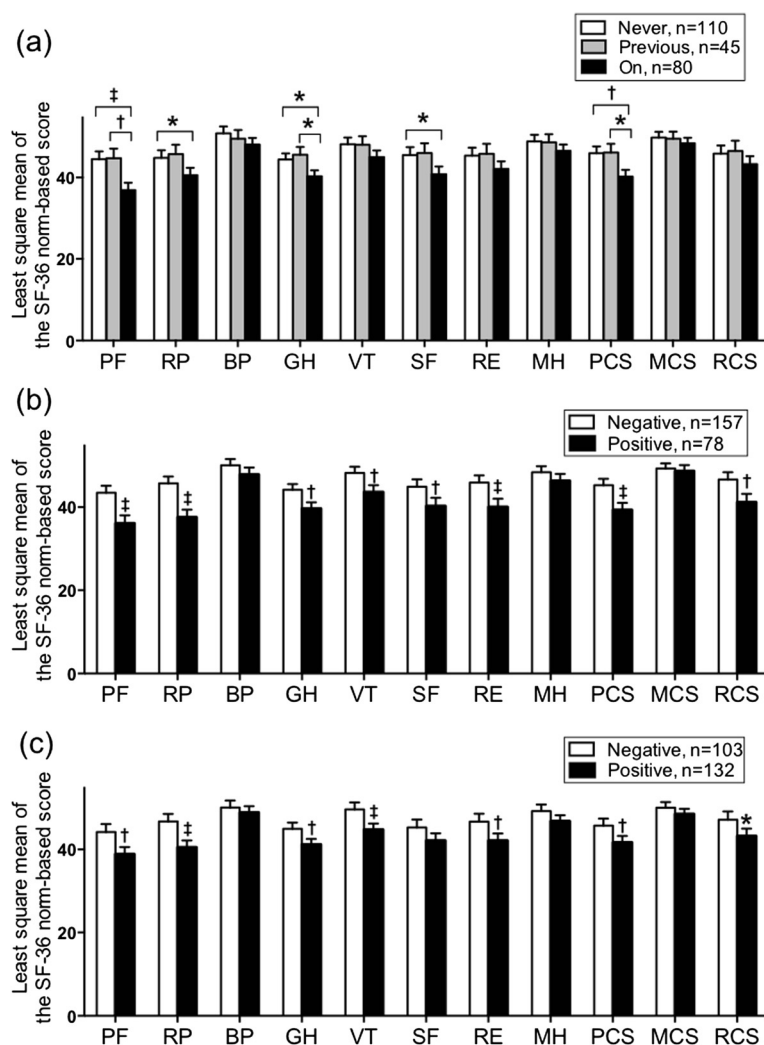 (a)
Never, n=110
Previous, n=45
On, n=80
‡
†
*
*
*
*
†
*
Least square mean of
the SF-36 norm-based score
40
20
0
PF RP BP GH VT SF RE MH PCS MCS RCS
(b)
Negative, n=157
Positive, n=78
Least square mean of
the SF-36 norm-based score
40
20
0
‡ ‡ † † † ‡ ‡ †
PF RP BP GH VT SF RE MH PCS MCS RCS
(c)
Negative, n=103
Positive, n=132
Least square mean of
the SF-36 norm-based score
40
20
0
† ‡ † ‡ † † *
PF RP BP GH VT SF RE MH PCS MCS RCS